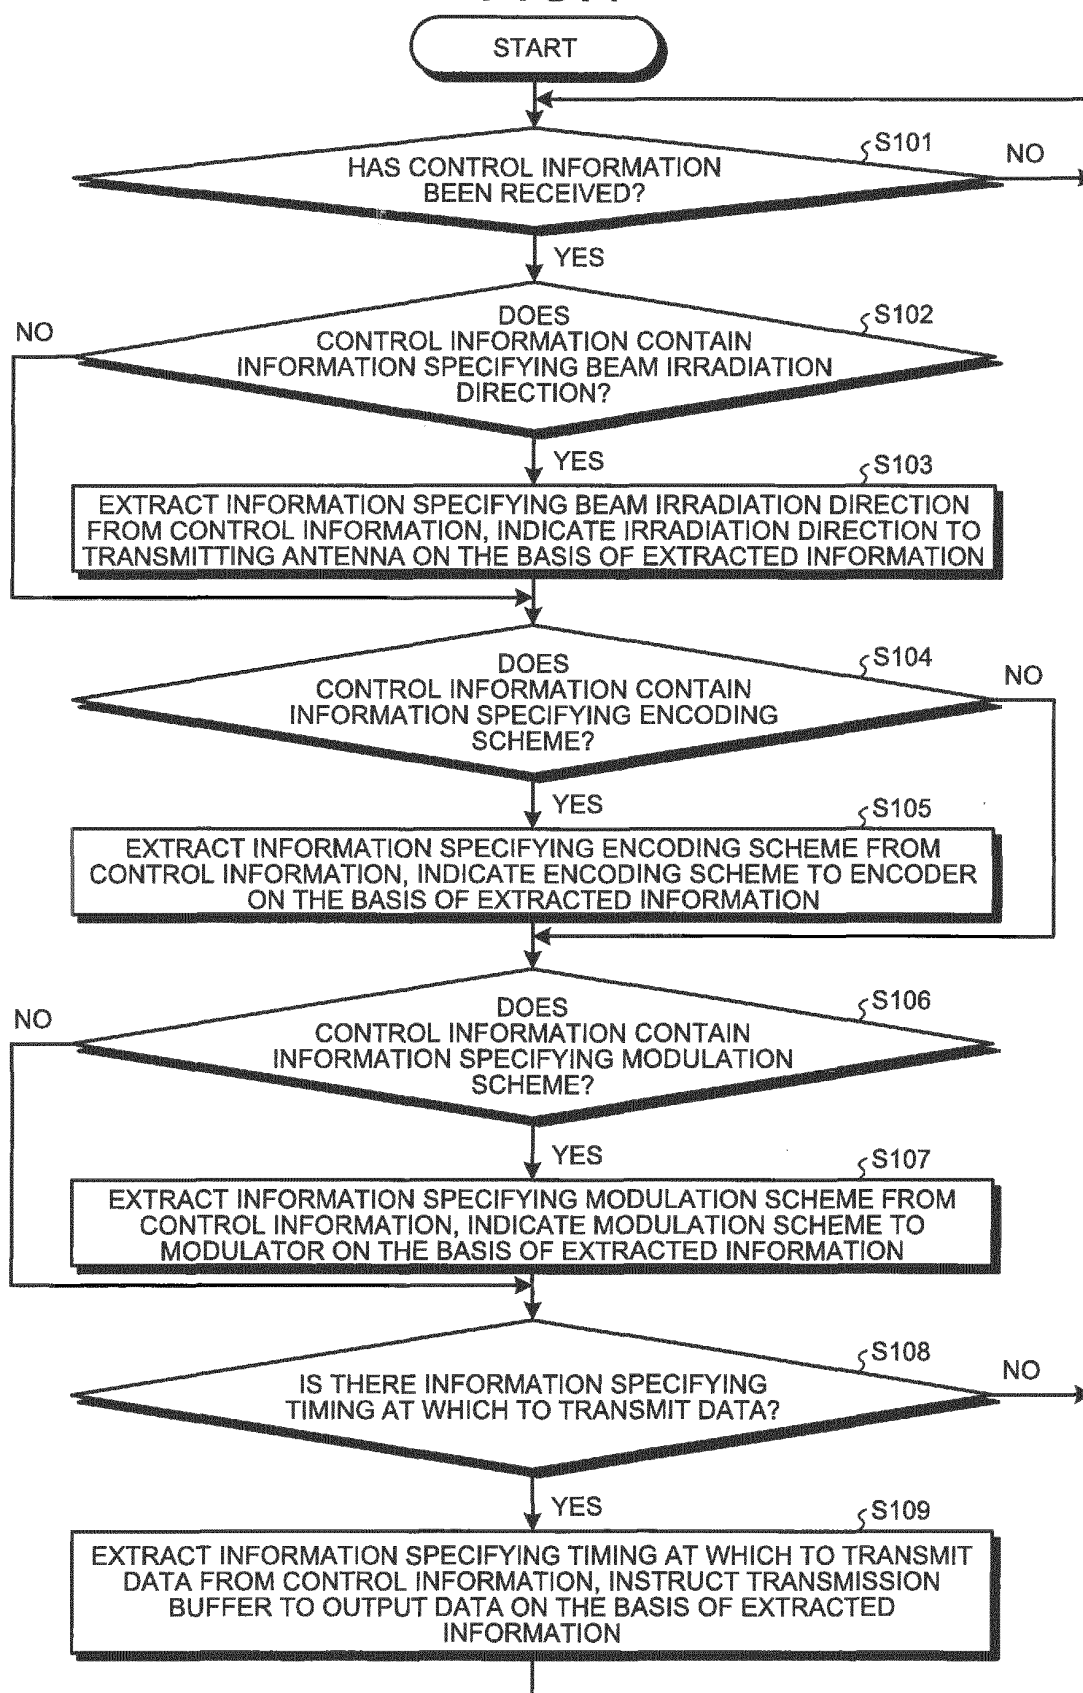 START
S101
HAS CONTROL INFORMATION
BEEN RECEIVED?
NO
YES
S102
NO
DOES
CONTROL INFORMATION CONTAIN
INFORMATION SPECIFYING BEAM IRRADIATION
DIRECTION?
YES
S103
EXTRACT INFORMATION SPECIFYING BEAM IRRADIATION DIRECTION
FROM CONTROL INFORMATION, INDICATE IRRADIATION DIRECTION TO
TRANSMITTING ANTENNA ON THE BASIS OF EXTRACTED INFORMATION
S104
NO
DOES
CONTROL INFORMATION CONTAIN
INFORMATION SPECIFYING ENCODING
SCHEME?
YES
S105
EXTRACT INFORMATION SPECIFYING ENCODING SCHEME FROM
CONTROL INFORMATION, INDICATE ENCODING SCHEME TO ENCODER
ON THE BASIS OF EXTRACTED INFORMATION
S106
NO
DOES
CONTROL INFORMATION CONTAIN
INFORMATION SPECIFYING MODULATION
SCHEME?
YES
S107
EXTRACT INFORMATION SPECIFYING MODULATION SCHEME FROM
CONTROL INFORMATION, INDICATE MODULATION SCHEME TO
MODULATOR ON THE BASIS OF EXTRACTED INFORMATION
S108
NO
IS THERE INFORMATION SPECIFYING
TIMING AT WHICH TO TRANSMIT DATA?
YES
S109
EXTRACT INFORMATION SPECIFYING TIMING AT WHICH TO TRANSMIT
DATA FROM CONTROL INFORMATION, INSTRUCT TRANSMISSION
BUFFER TO OUTPUT DATA ON THE BASIS OF EXTRACTED
INFORMATION